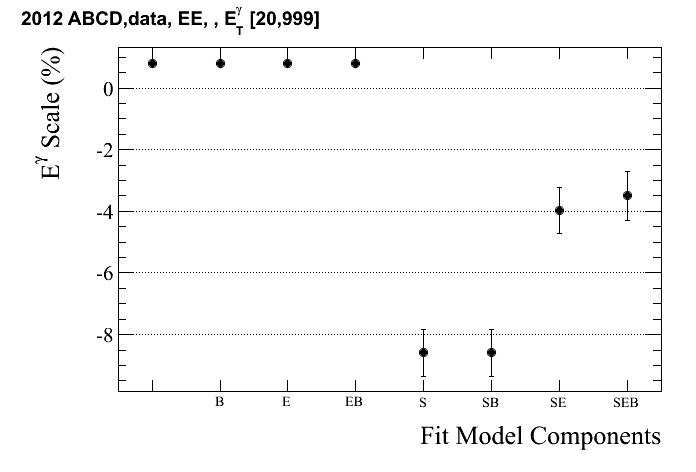 2012 ABCD,data, EE, , E_T^γ [20,999]
E^γ Scale (%)
0
-2
-4
-6
-8
B E EB S SB SE SEB
Fit Model Components